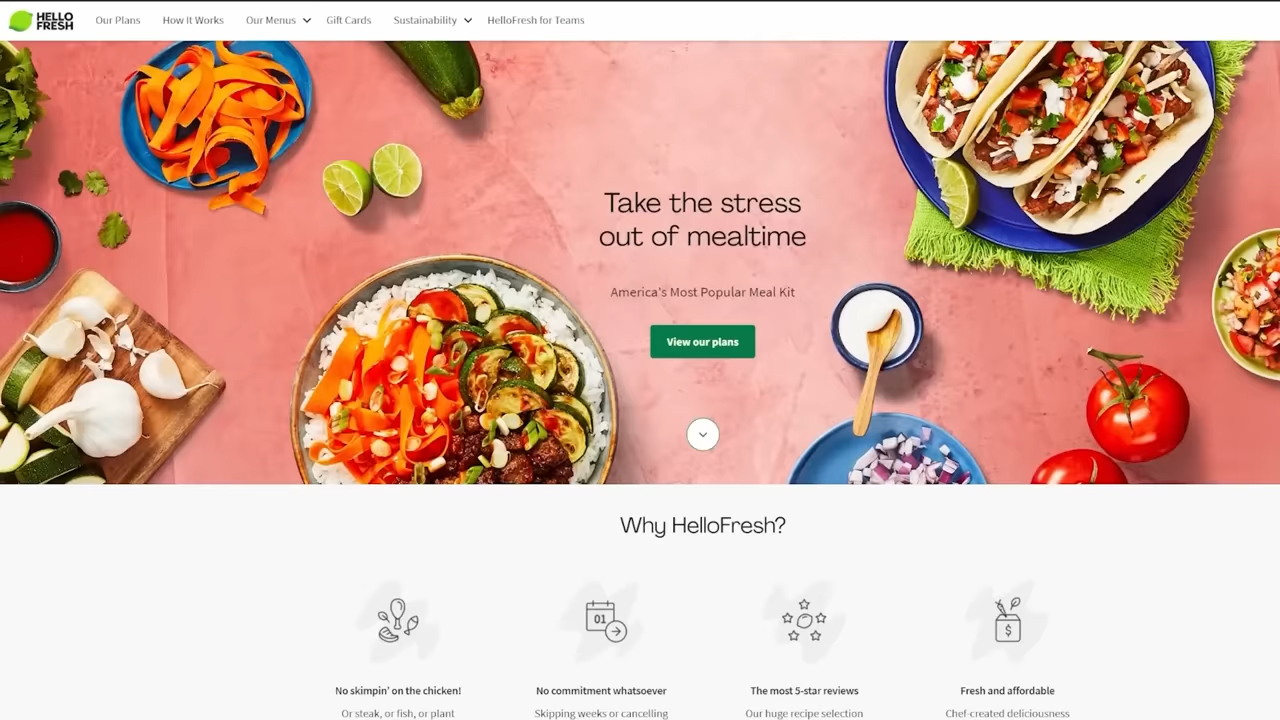 HELLO
FRESH
Our Plans
How It Works
Our Menus
Gift Cards
Sustainability
HelloFresh for Teams
Take the stress
out of mealtime
America's Most Popular Meal Kit
View our plans
Why HelloFresh?
01
$
No skimpin' on the chicken!
No commitment whatsoever
The most 5-star reviews
Fresh and affordable
Or steak, or fish, or plant
Skipping weeks or cancelling
Our huge recipe selection
Chef-created deliciousness